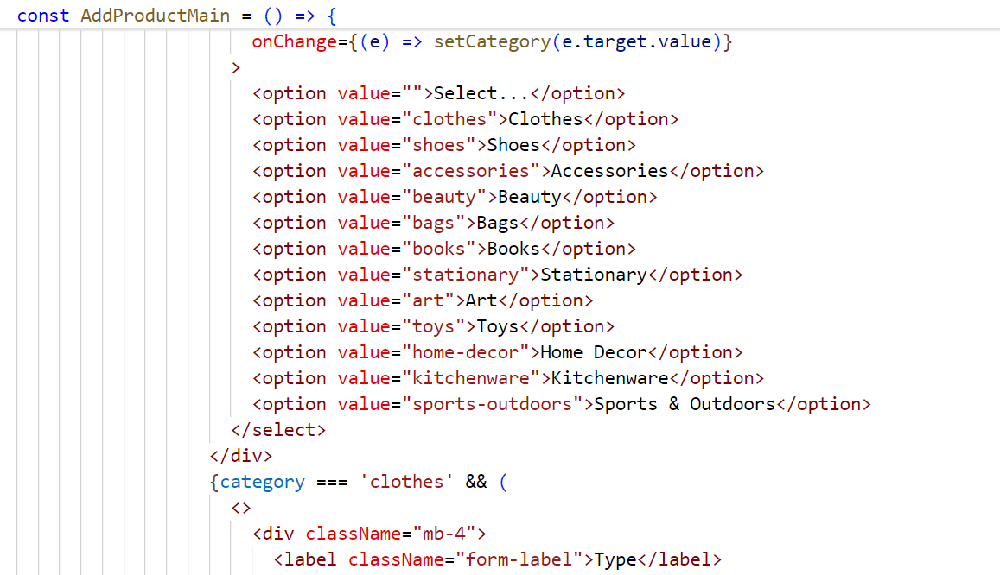 const AddProductMain = () => {
onChange={(e) => setCategory(e.target.value)}
>
<option value="">Select...</option>
<option value="clothes">Clothes</option>
<option value="shoes">Shoes</option>
<option value="accessories">Accessories</option>
<option value="beauty">Beauty</option>
<option value="bags">Bags</option>
<option value="books">Books</option>
<option value="stationary">Stationary</option>
<option value="art">Art</option>
<option value="toys">Toys</option>
<option value="home-decor">Home Decor</option>
<option value="kitchenware">Kitchenware</option>
<option value="sports-outdoors">Sports & Outdoors</option>
</select>
</div>
{category === 'clothes' && (
<>
<div className="mb-4">
<label className="form-label">Type</label>